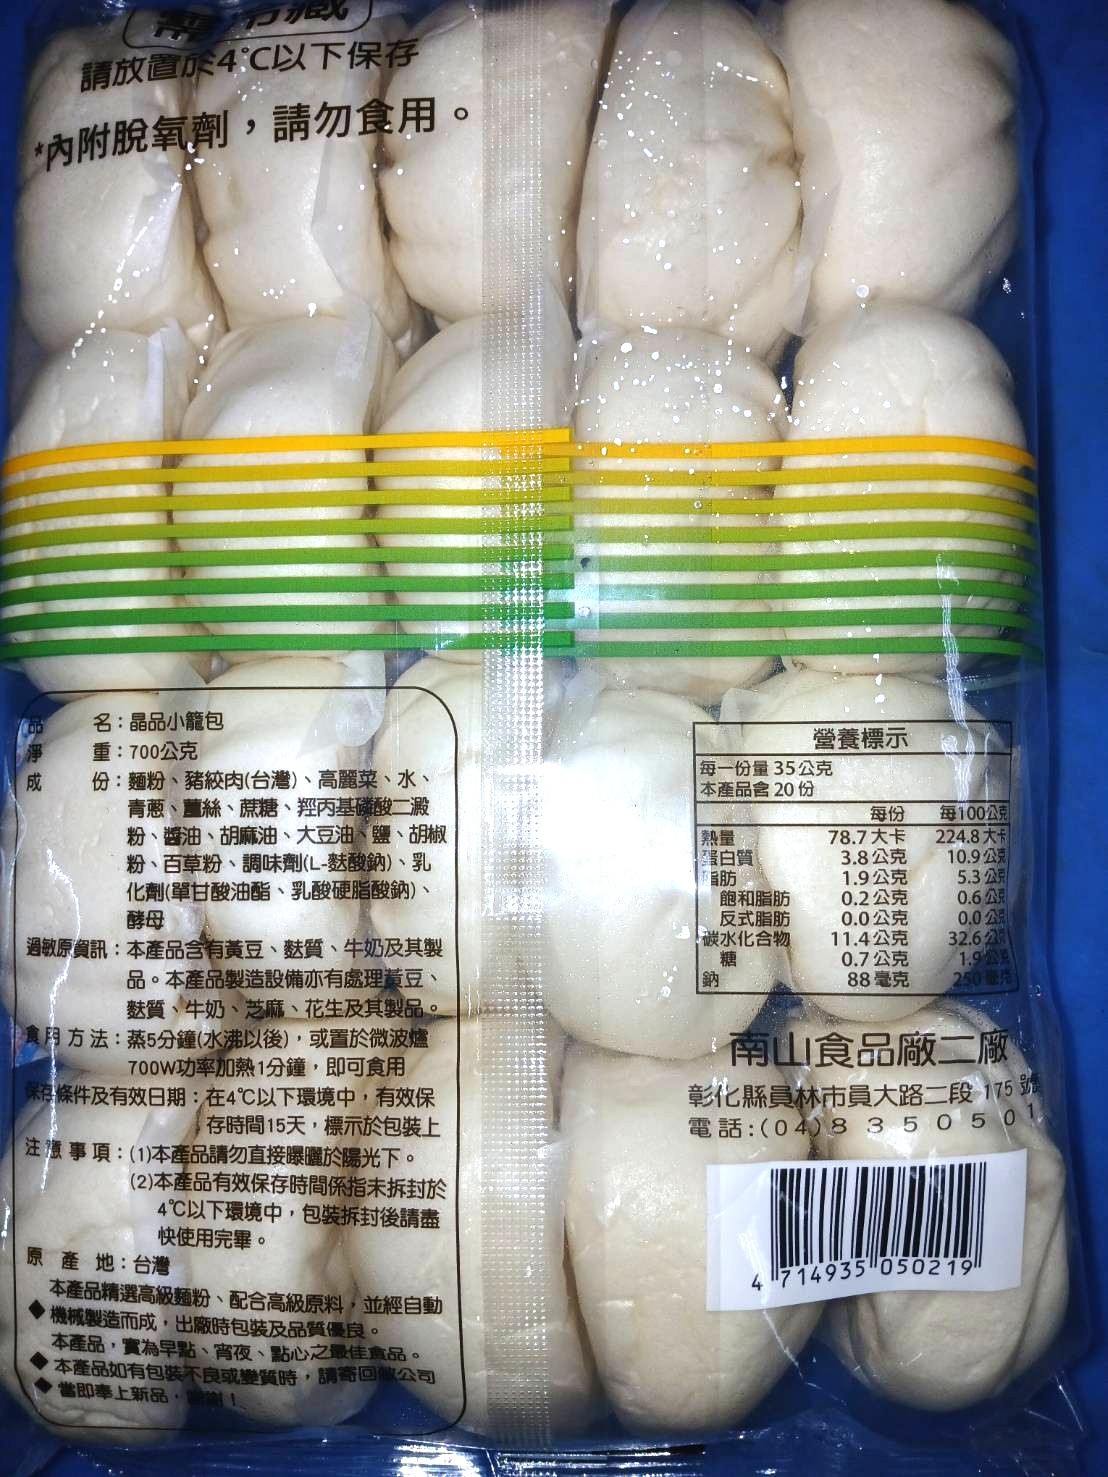 冷藏
請放置於4℃以下保存
*內附脫氧劑，請勿食用。
品 名：晶品小籠包
淨 重：700公克
成 份：麵粉、豬絞肉(台灣)、高麗菜、水、
青蔥、薑絲、蔗糖、羥丙基磷酸二澱
粉、醬油、胡麻油、大豆油、鹽、胡椒
粉、百草粉、調味劑(L-麩酸鈉)、乳
化劑(單甘酸油酯、乳酸硬脂酸鈉)、
酵母
過敏原資訊：本產品含有黃豆、麩質、牛奶及其製
品。本產品製造設備亦有處理黃豆、
麩質、牛奶、芝麻、花生及其製品。
食用方法：蒸5分鐘(水沸以後)，或置於微波爐
700W功率加熱1分鐘，即可食用
保存條件及有效日期：在4℃以下環境中，有效保
存時間15天，標示於包裝上
注意事項：(1)本產品請勿直接曝曬於陽光下。
(2)本產品有效保存時間係指未拆封於
4℃以下環境中，包裝拆封後請盡
快使用完畢。
原產地：台灣
本產品精選高級麵粉、配合高級原料，並經自動
◆機械製造而成，出廠時包裝及品質優良。
本產品，實為早點、宵夜、點心之最佳食品。
◆本產品如有包裝不良或變質時，請寄回敝公司
◆當即奉上新品，謝謝！
營養標示
每一份量 35公克
本產品含 20份
每份 每100公克
熱量 78.7大卡 224.8大卡
蛋白質 3.8公克 10.9公克
脂肪 1.9公克 5.3公克
飽和脂肪 0.2公克 0.6公克
反式脂肪 0.0公克 0.0公克
碳水化合物 11.4公克 32.6公克
糖 0.7公克 1.9公克
鈉 88毫克 250毫克
南山食品廠二廠
彰化縣員林市員大路二段175號
電話:(04)8350501
4 714935 050219